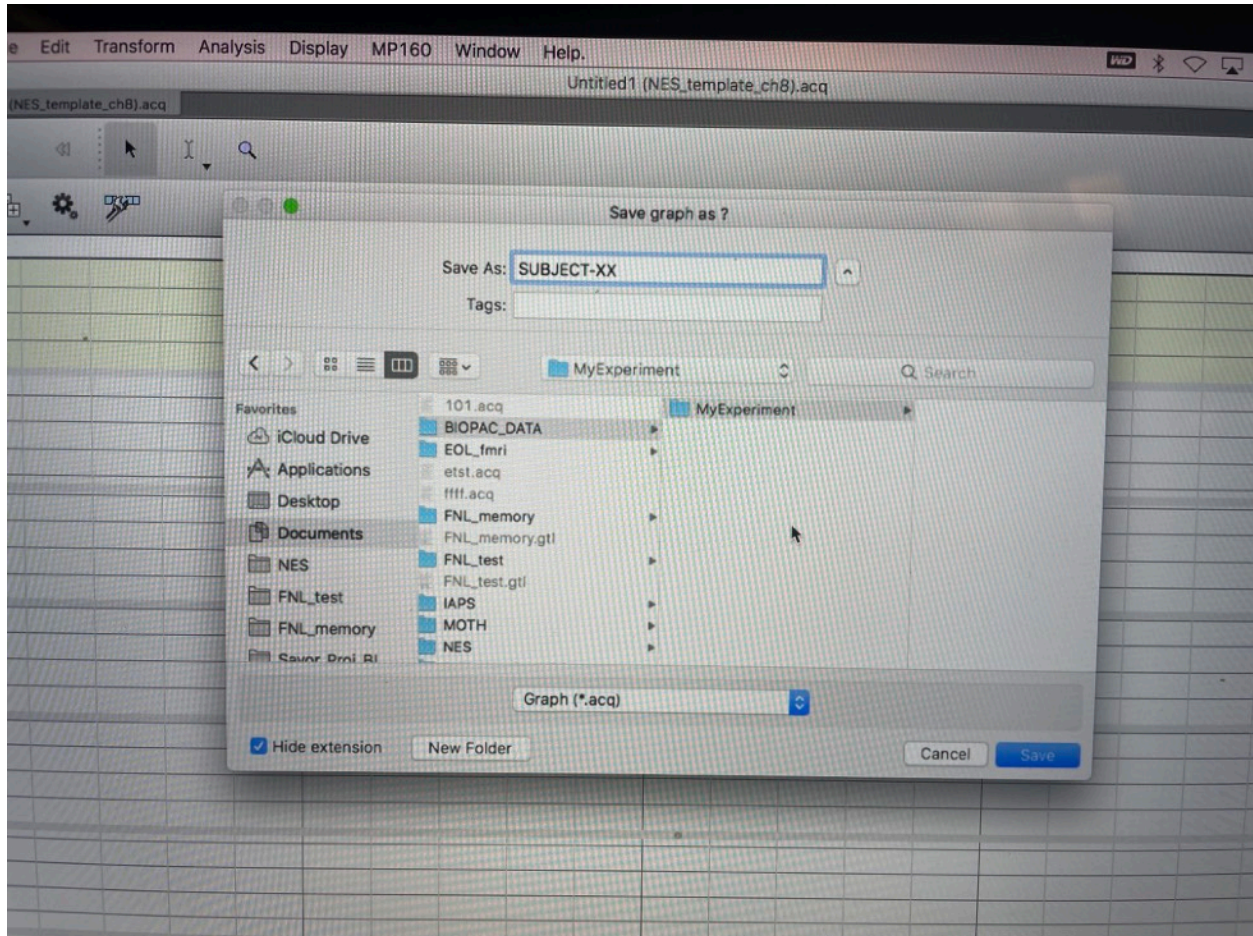 e Edit Transform Analysis Display MP160 Window Help.
WD
Untitled1 (NES_template_ch8).acq
(NES_template_ch8).acq
Save graph as ?
Save As: SUBJECT-XX
Tags:
MyExperiment
Search
Favorites
iCloud Drive
Applications
Desktop
Documents
NES
FNL_test
FNL_memory
Savor_Proj_BI
101.acq
BIOPAC_DATA
EOL_fmri
etst.acq
ffff.acq
FNL_memory
FNL_memory.gtl
FNL_test
FNL_test.gtl
IAPS
MOTH
NES
MyExperiment
Graph (*.acq)
Hide extension
New Folder
Cancel
Save